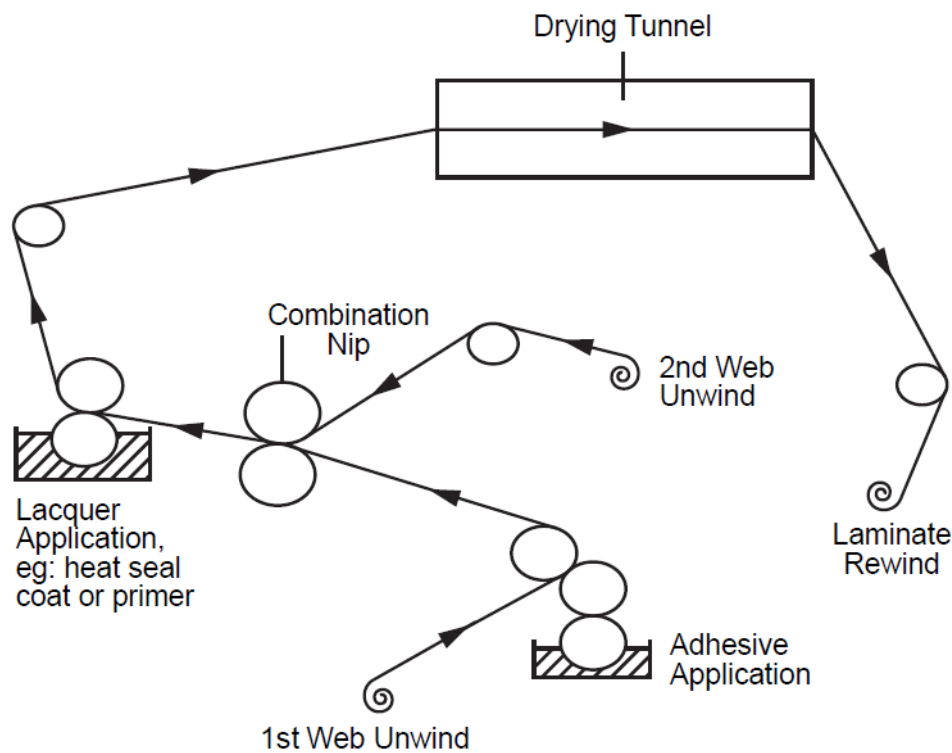 Drying Tunnel
Combination
Nip
2nd Web
Unwind
Lacquer
Application,
eg: heat seal
coat or primer
Laminate
Rewind
Adhesive
Application
1st Web Unwind